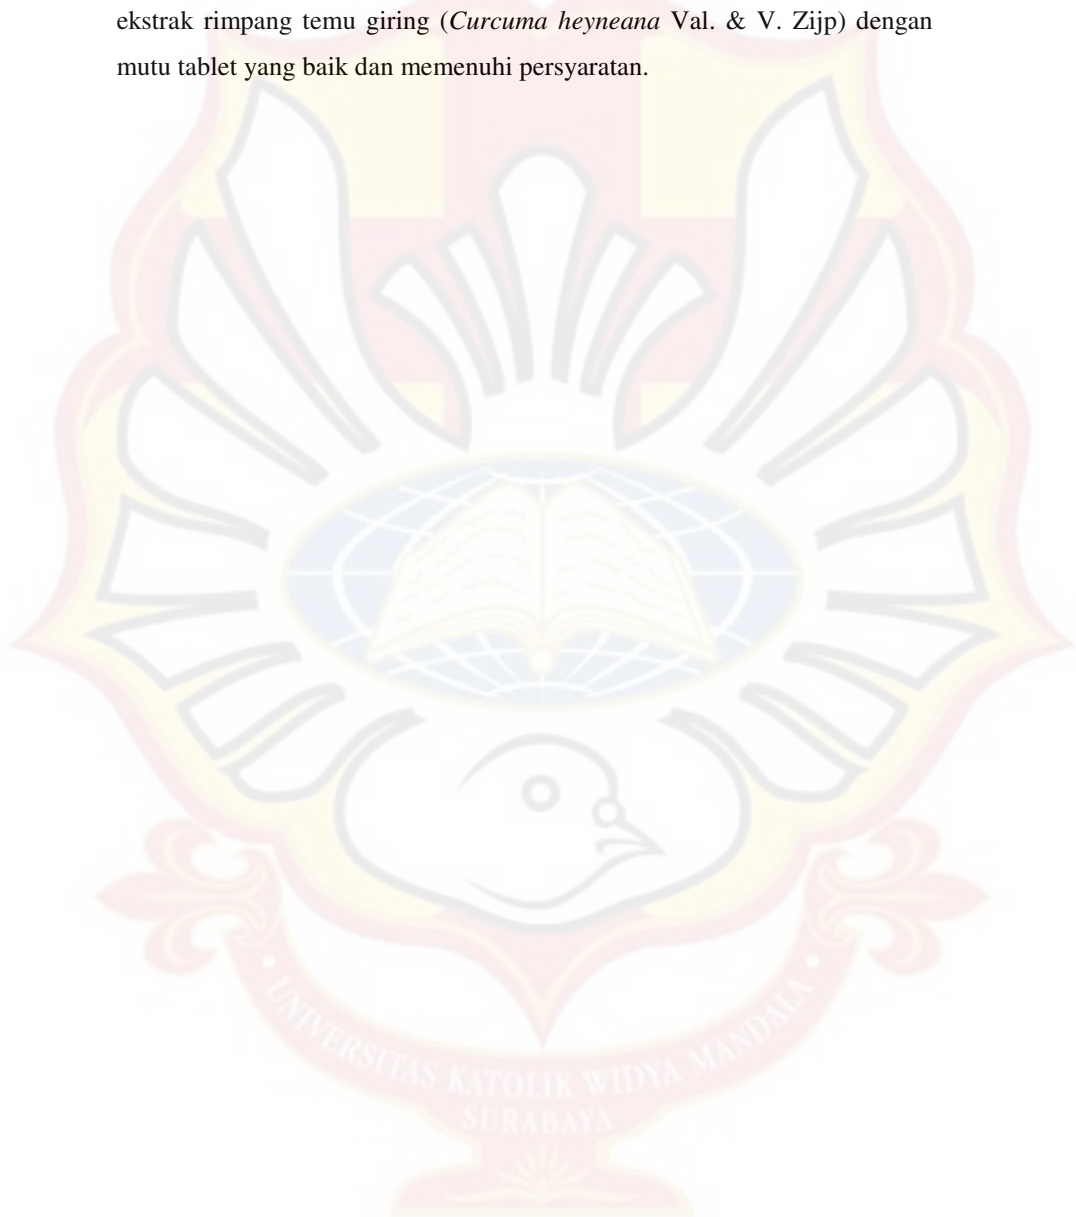 ekstrak rimpang temu giring (Curcuma heyneana Val. & V. Zijp) dengan
mutu tablet yang baik dan memenuhi persyaratan.
UNIVERSITAS KATOLIK WIDYA MANDALA
SURABAYA